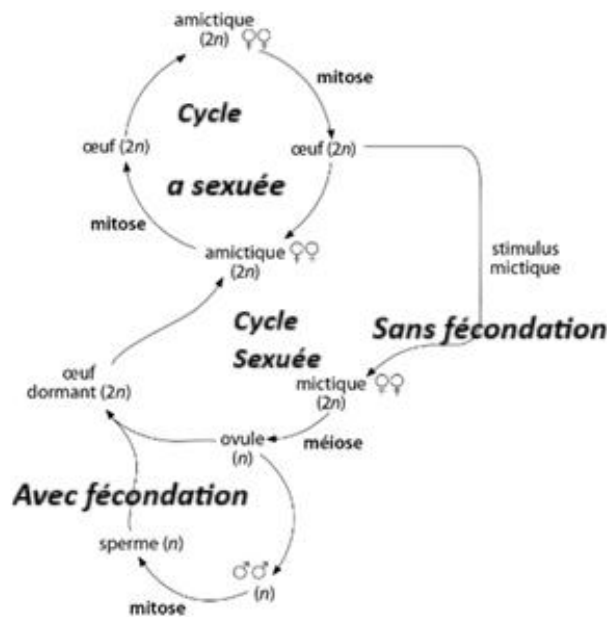 amictique
(2n) ♀♀
mitose
Cycle
œuf (2n)
œuf (2n)
a sexuée
mitose
amictique ♀♀
(2n)
stimulus
mictique
Cycle
Sexuée
Sans fécondation
œuf
dormant (2n)
mictique ♀♀
(2n)
ovule
(n)
méiose
Avec fécondation
sperme (n)
♂♂
(n)
mitose